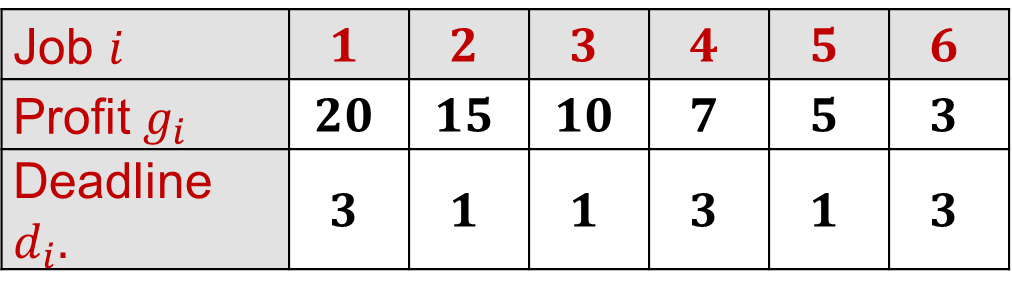 Job i 1 2 3 4 5 6
Profit gᵢ 20 15 10 7 5 3
Deadline
dᵢ. 3 1 1 3 1 3